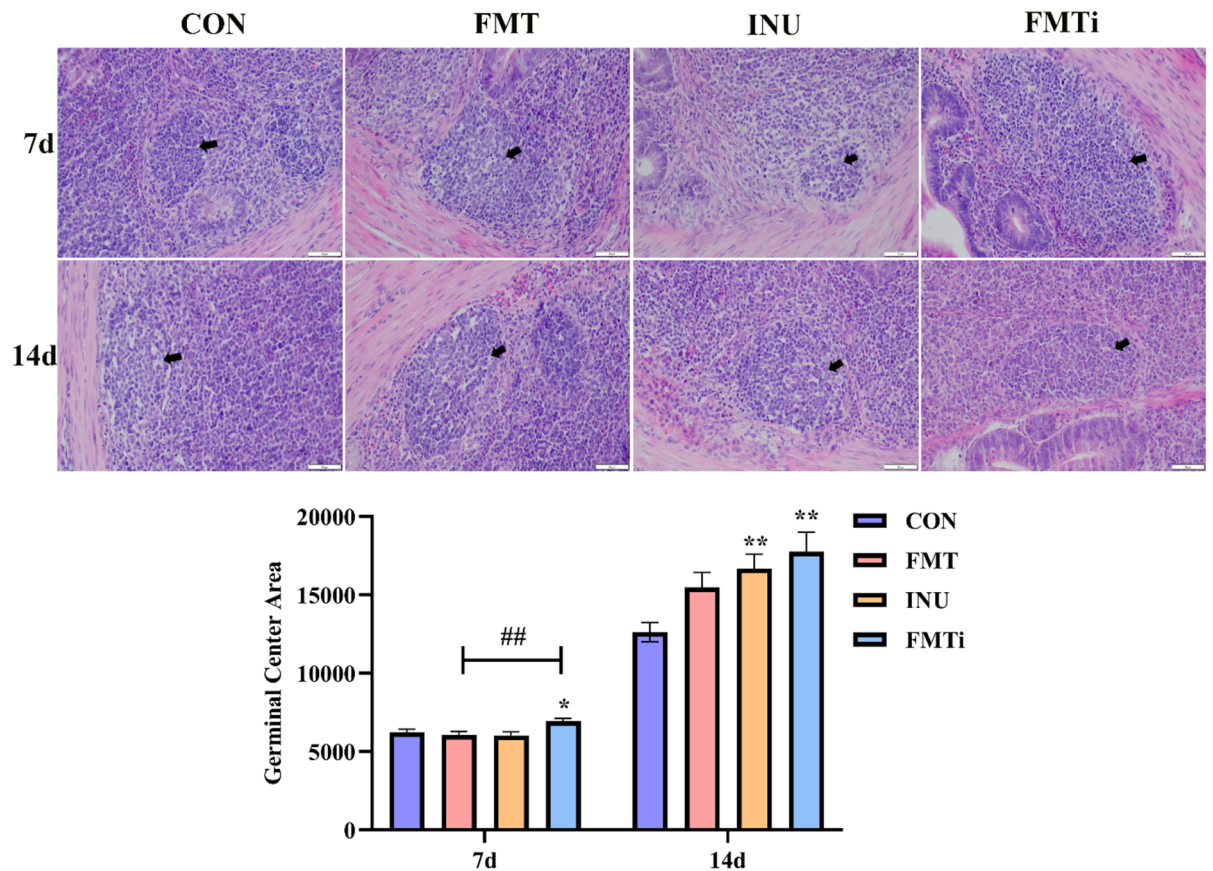 CON FMT INU FMTi
7d
14d
20000
15000
10000
5000
0
Germinal Center Area
##
*
**
**
7d 14d
CON
FMT
INU
FMTi